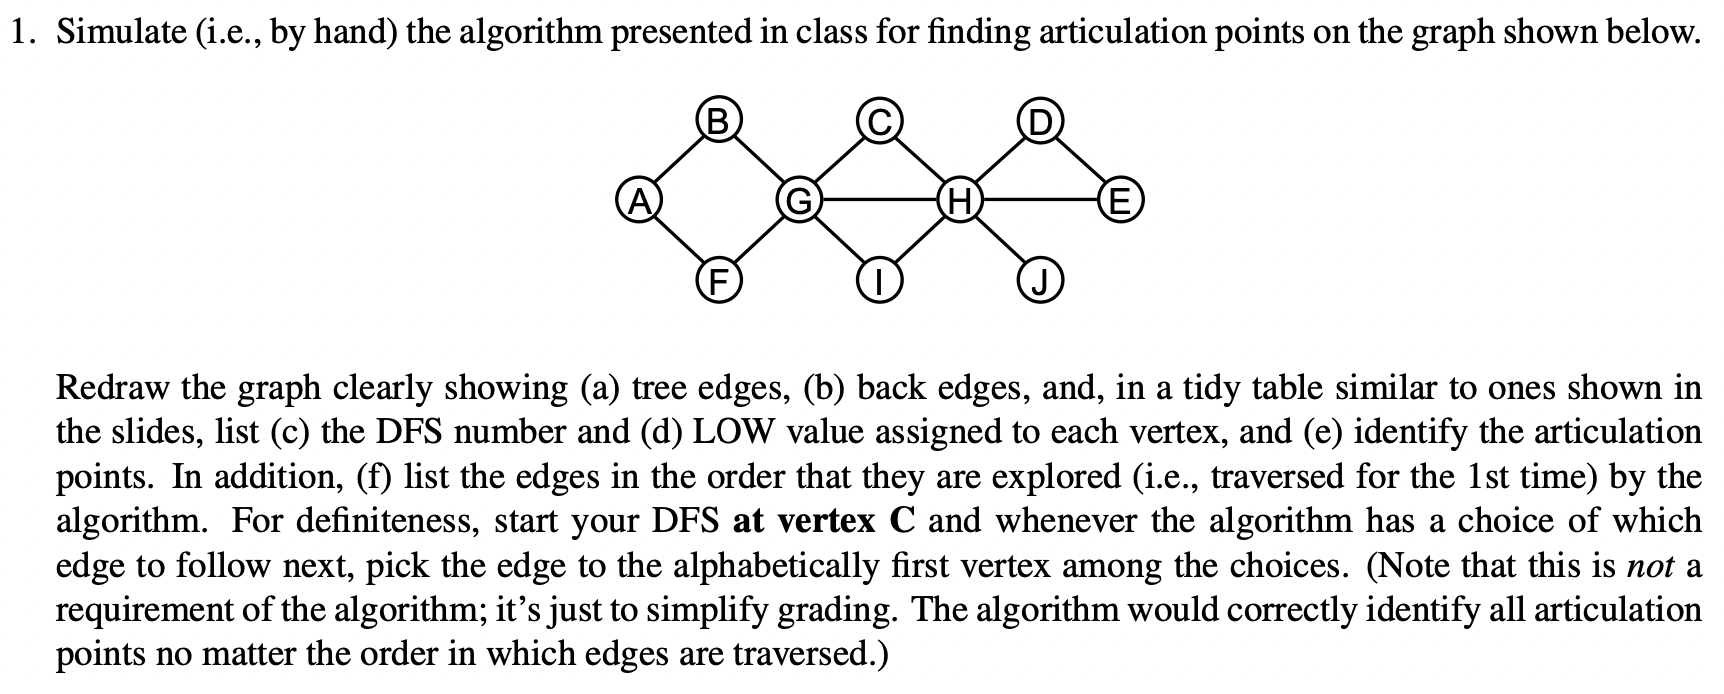 1. Simulate (i.e., by hand) the algorithm presented in class for finding articulation points on the graph shown below.
B C D
A G H E
F I J
Redraw the graph clearly showing (a) tree edges, (b) back edges, and, in a tidy table similar to ones shown in
the slides, list (c) the DFS number and (d) LOW value assigned to each vertex, and (e) identify the articulation
points. In addition, (f) list the edges in the order that they are explored (i.e., traversed for the 1st time) by the
algorithm. For definiteness, start your DFS at vertex C and whenever the algorithm has a choice of which
edge to follow next, pick the edge to the alphabetically first vertex among the choices. (Note that this is not a
requirement of the algorithm; it's just to simplify grading. The algorithm would correctly identify all articulation
points no matter the order in which edges are traversed.)